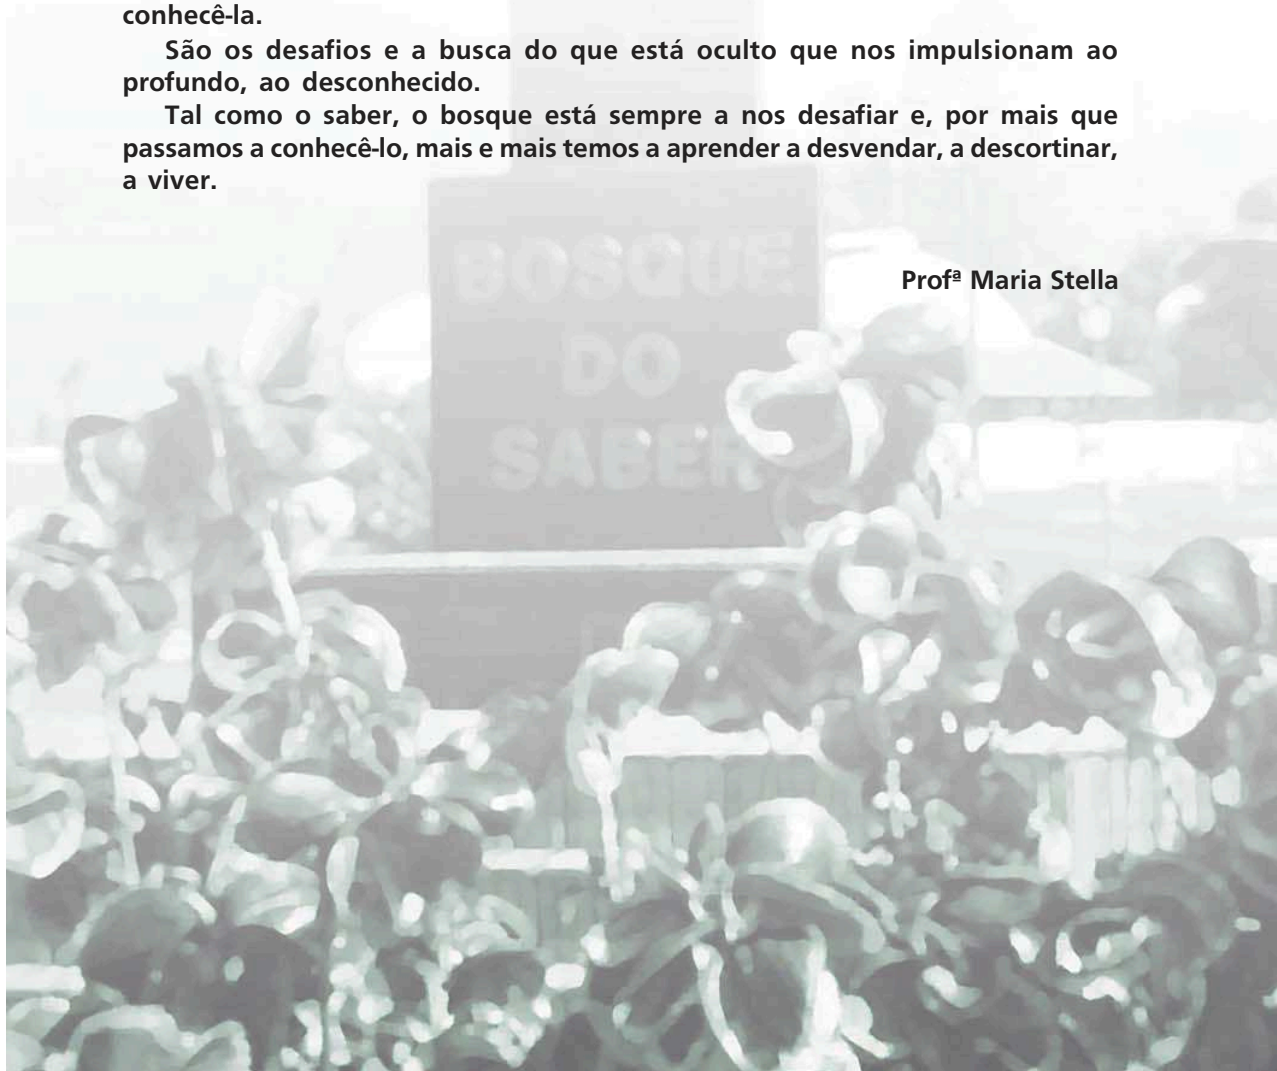 conhecê-la.
São os desafios e a busca do que está oculto que nos impulsionam ao
profundo, ao desconhecido.
Tal como o saber, o bosque está sempre a nos desafiar e, por mais que
passamos a conhecê-lo, mais e mais temos a aprender a desvendar, a descortinar,
a viver.
Profª Maria Stella
BOSQUE
DO
SABER